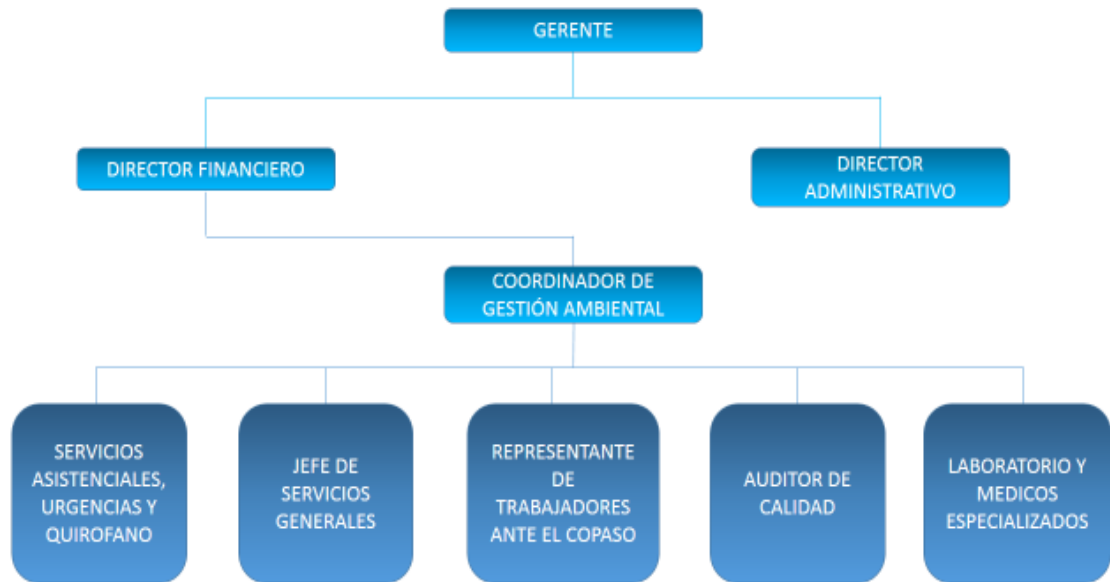 GERENTE
DIRECTOR FINANCIERO
DIRECTOR
ADMINISTRATIVO
COORDINADOR DE
GESTIÓN AMBIENTAL
SERVICIOS
ASISTENCIALES,
URGENCIAS Y
QUIROFANO
JEFE DE
SERVICIOS
GENERALES
REPRESENTANTE
DE
TRABAJADORES
ANTE EL COPASO
AUDITOR DE
CALIDAD
LABORATORIO Y
MEDICOS
ESPECIALIZADOS